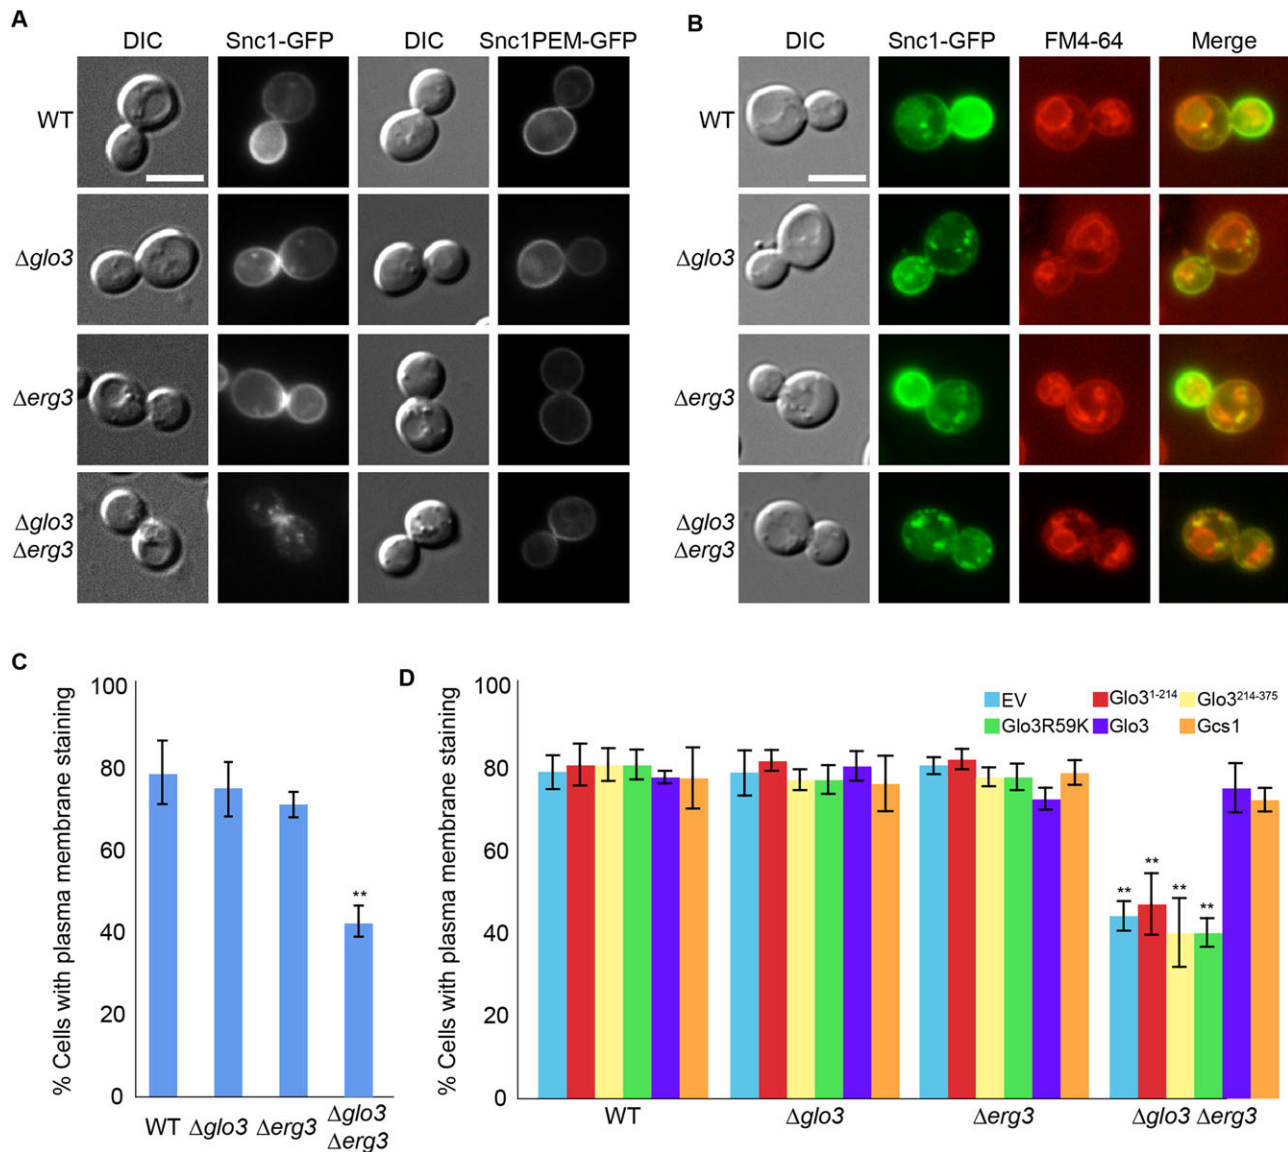 A
DIC Snc1-GFP DIC Snc1PEM-GFP
WT
Δglo3
Δerg3
Δglo3
Δerg3
B
DIC Snc1-GFP FM4-64 Merge
WT
Δglo3
Δerg3
Δglo3
Δerg3
C
% Cells with plasma membrane staining
100
80
60
40
20
0
**
WT Δglo3 Δerg3 Δglo3
Δerg3
D
% Cells with plasma membrane staining
100
80
60
40
20
0
EV Glo3¹⁻²¹⁴ Glo3²¹⁴⁻³⁷⁵
Glo3R59K Glo3 Gcs1
** ** ** **
WT Δglo3 Δerg3 Δglo3 Δerg3